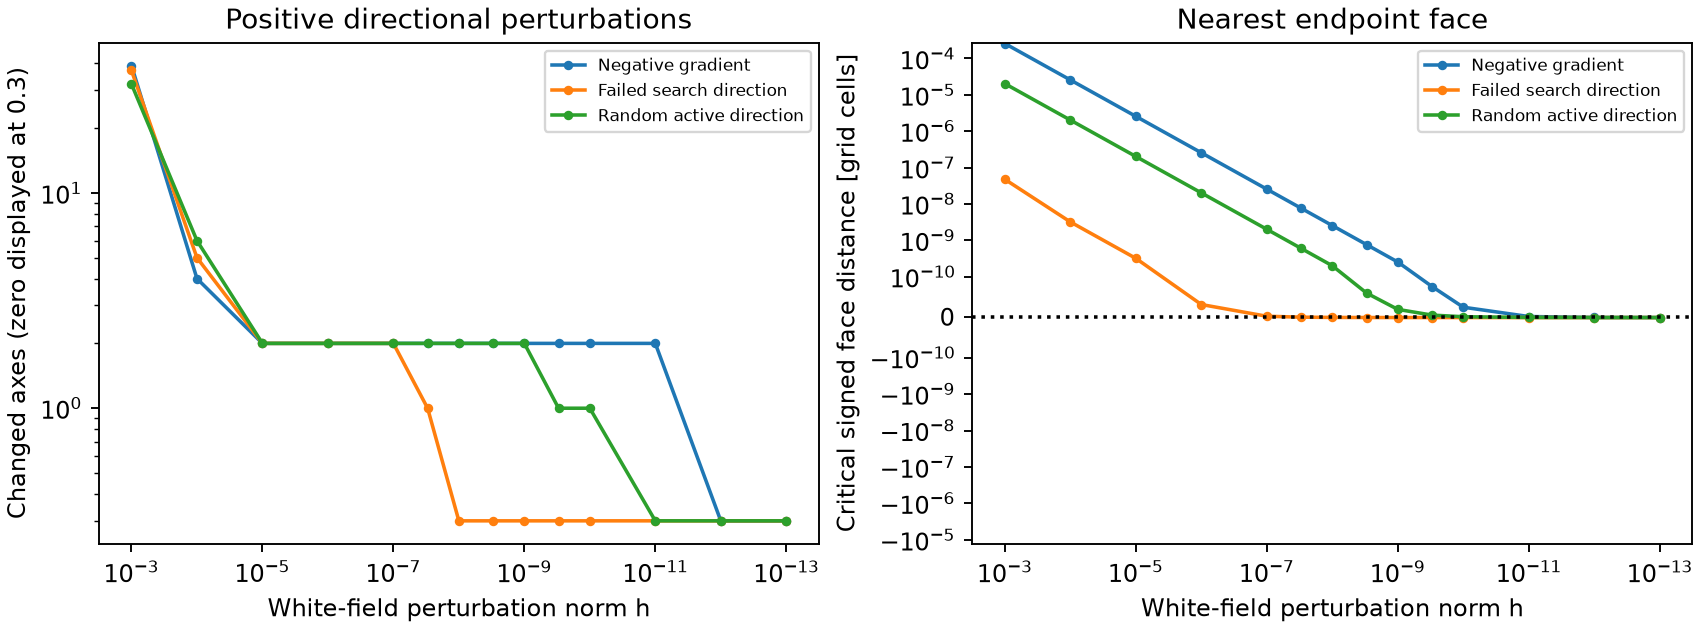 Positive directional perturbations
Changed axes (zero displayed at 0.3)
10¹
10⁰
Negative gradient
Failed search direction
Random active direction
10⁻³ 10⁻⁵ 10⁻⁷ 10⁻⁹ 10⁻¹¹ 10⁻¹³
White-field perturbation norm h
Nearest endpoint face
Critical signed face distance [grid cells]
10⁻⁴
10⁻⁵
10⁻⁶
10⁻⁷
10⁻⁸
10⁻⁹
10⁻¹⁰
0
−10⁻¹⁰
−10⁻⁹
−10⁻⁸
−10⁻⁷
−10⁻⁶
−10⁻⁵
Negative gradient
Failed search direction
Random active direction
10⁻³ 10⁻⁵ 10⁻⁷ 10⁻⁹ 10⁻¹¹ 10⁻¹³
White-field perturbation norm h